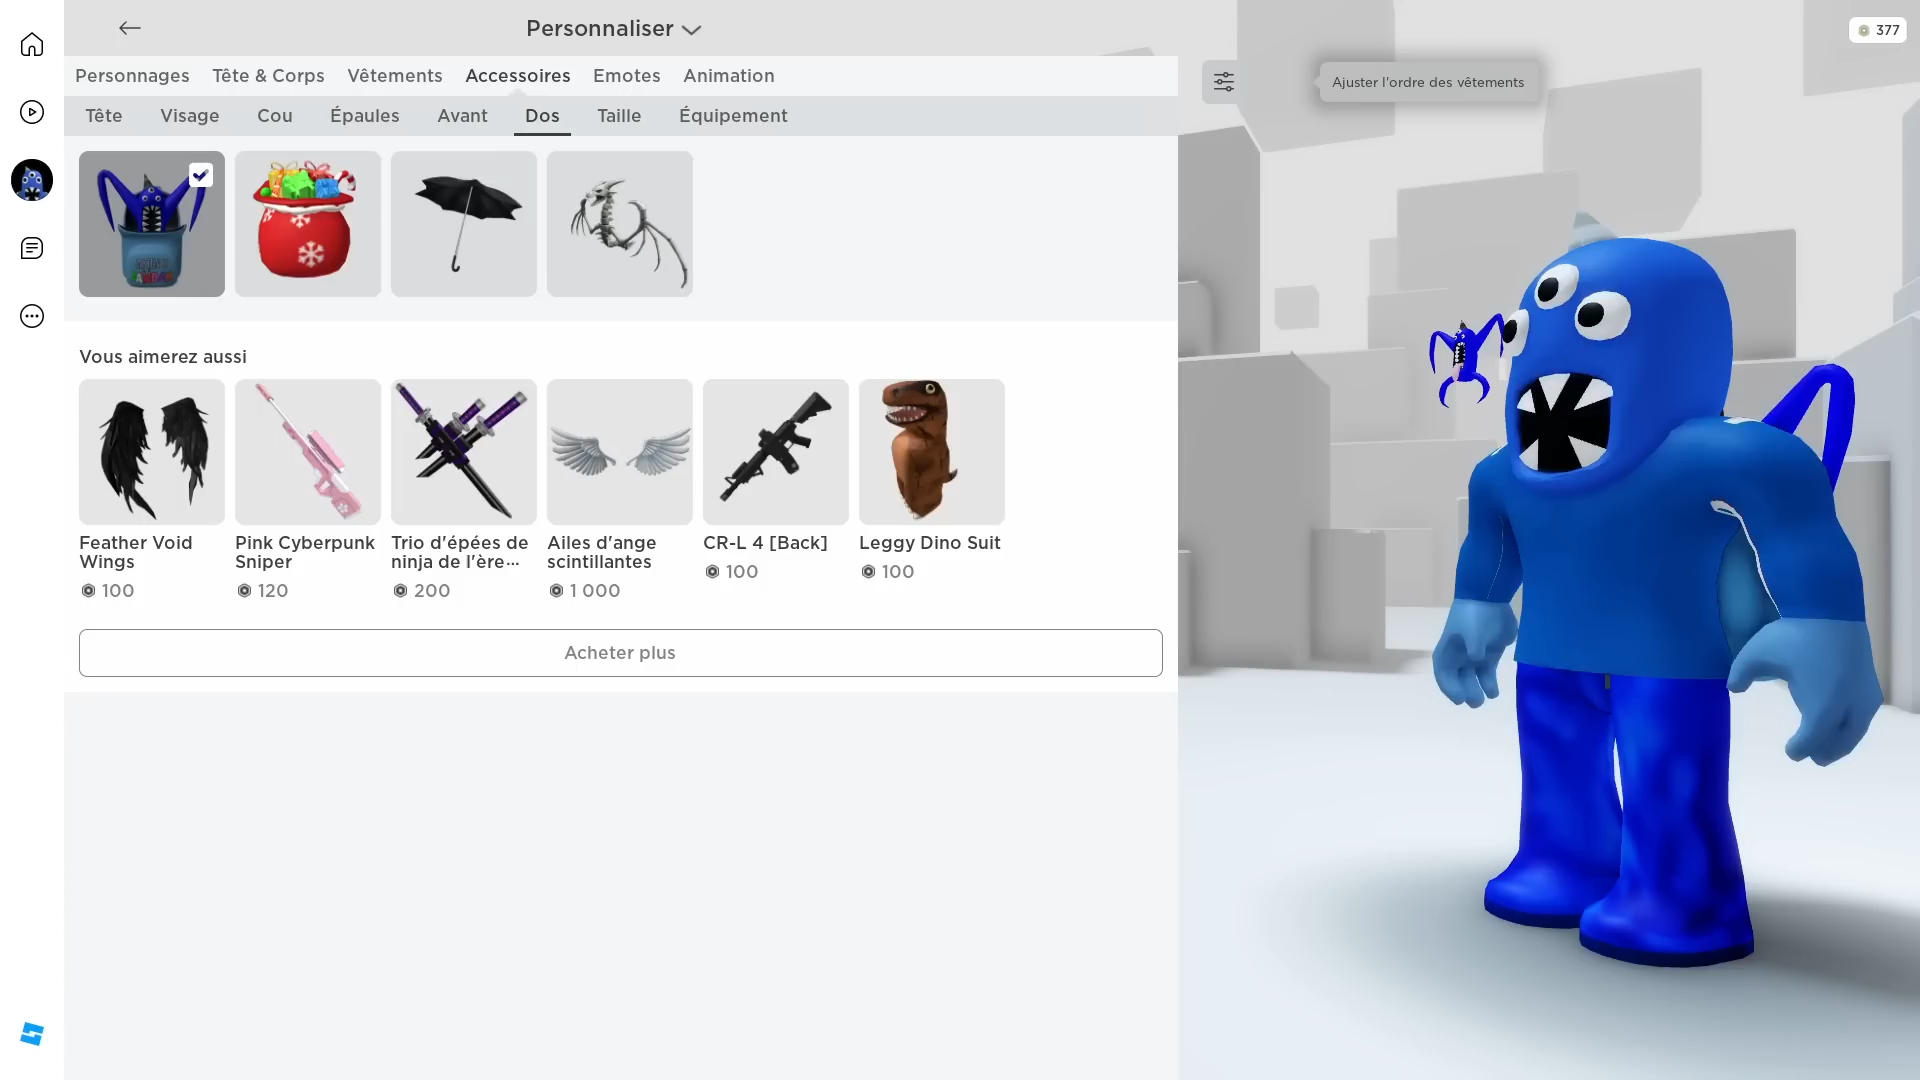 Personnaliser
377
Personnages Tête & Corps Vêtements Accessoires Emotes Animation
Ajuster l'ordre des vêtements
Tête Visage Cou Épaules Avant Dos Taille Équipement
Vous aimerez aussi
Feather Void
Wings
100
Pink Cyberpunk
Sniper
120
Trio d'épées de
ninja de l'ère...
200
Ailes d'ange
scintillantes
1 000
CR-L 4 [Back]
100
Leggy Dino Suit
100
Acheter plus